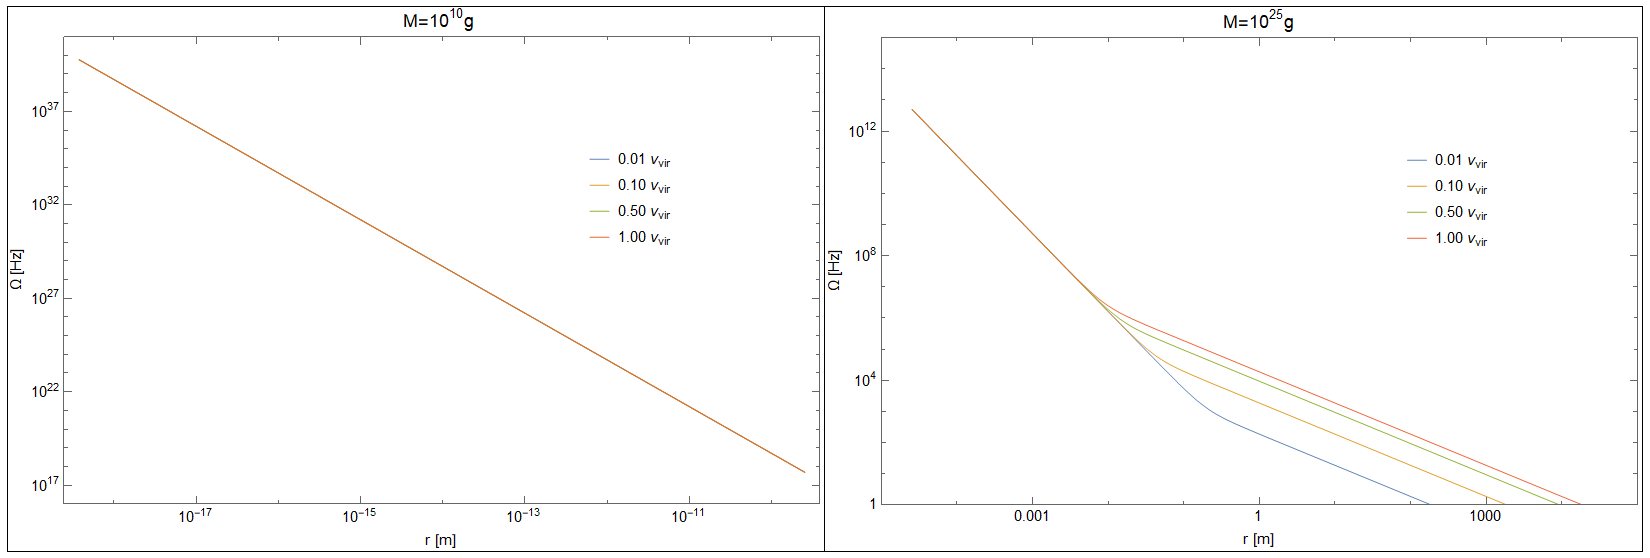 M=10^10 g
Ω [Hz]
10^37
10^32
10^27
10^22
10^17
0.01 v_vir
0.10 v_vir
0.50 v_vir
1.00 v_vir
10^-17
10^-15
10^-13
10^-11
r [m]
M=10^25 g
Ω [Hz]
10^12
10^8
10^4
1
0.01 v_vir
0.10 v_vir
0.50 v_vir
1.00 v_vir
0.001
1
1000
r [m]